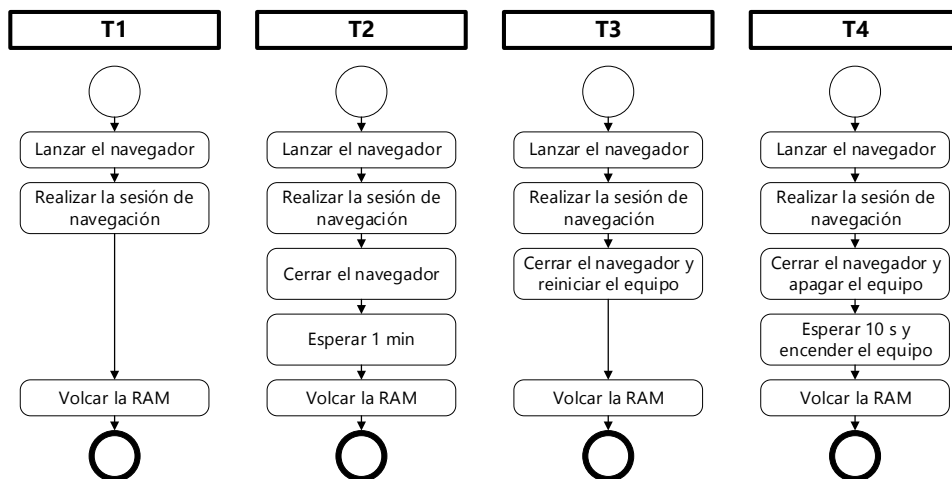 T1
Lanzar el navegador
Realizar la sesión de
navegación
Volcar la RAM
T2
Lanzar el navegador
Realizar la sesión de
navegación
Cerrar el navegador
Esperar 1 min
Volcar la RAM
T3
Lanzar el navegador
Realizar la sesión de
navegación
Cerrar el navegador y
reiniciar el equipo
Volcar la RAM
T4
Lanzar el navegador
Realizar la sesión de
navegación
Cerrar el navegador y
apagar el equipo
Esperar 10 s y
encender el equipo
Volcar la RAM